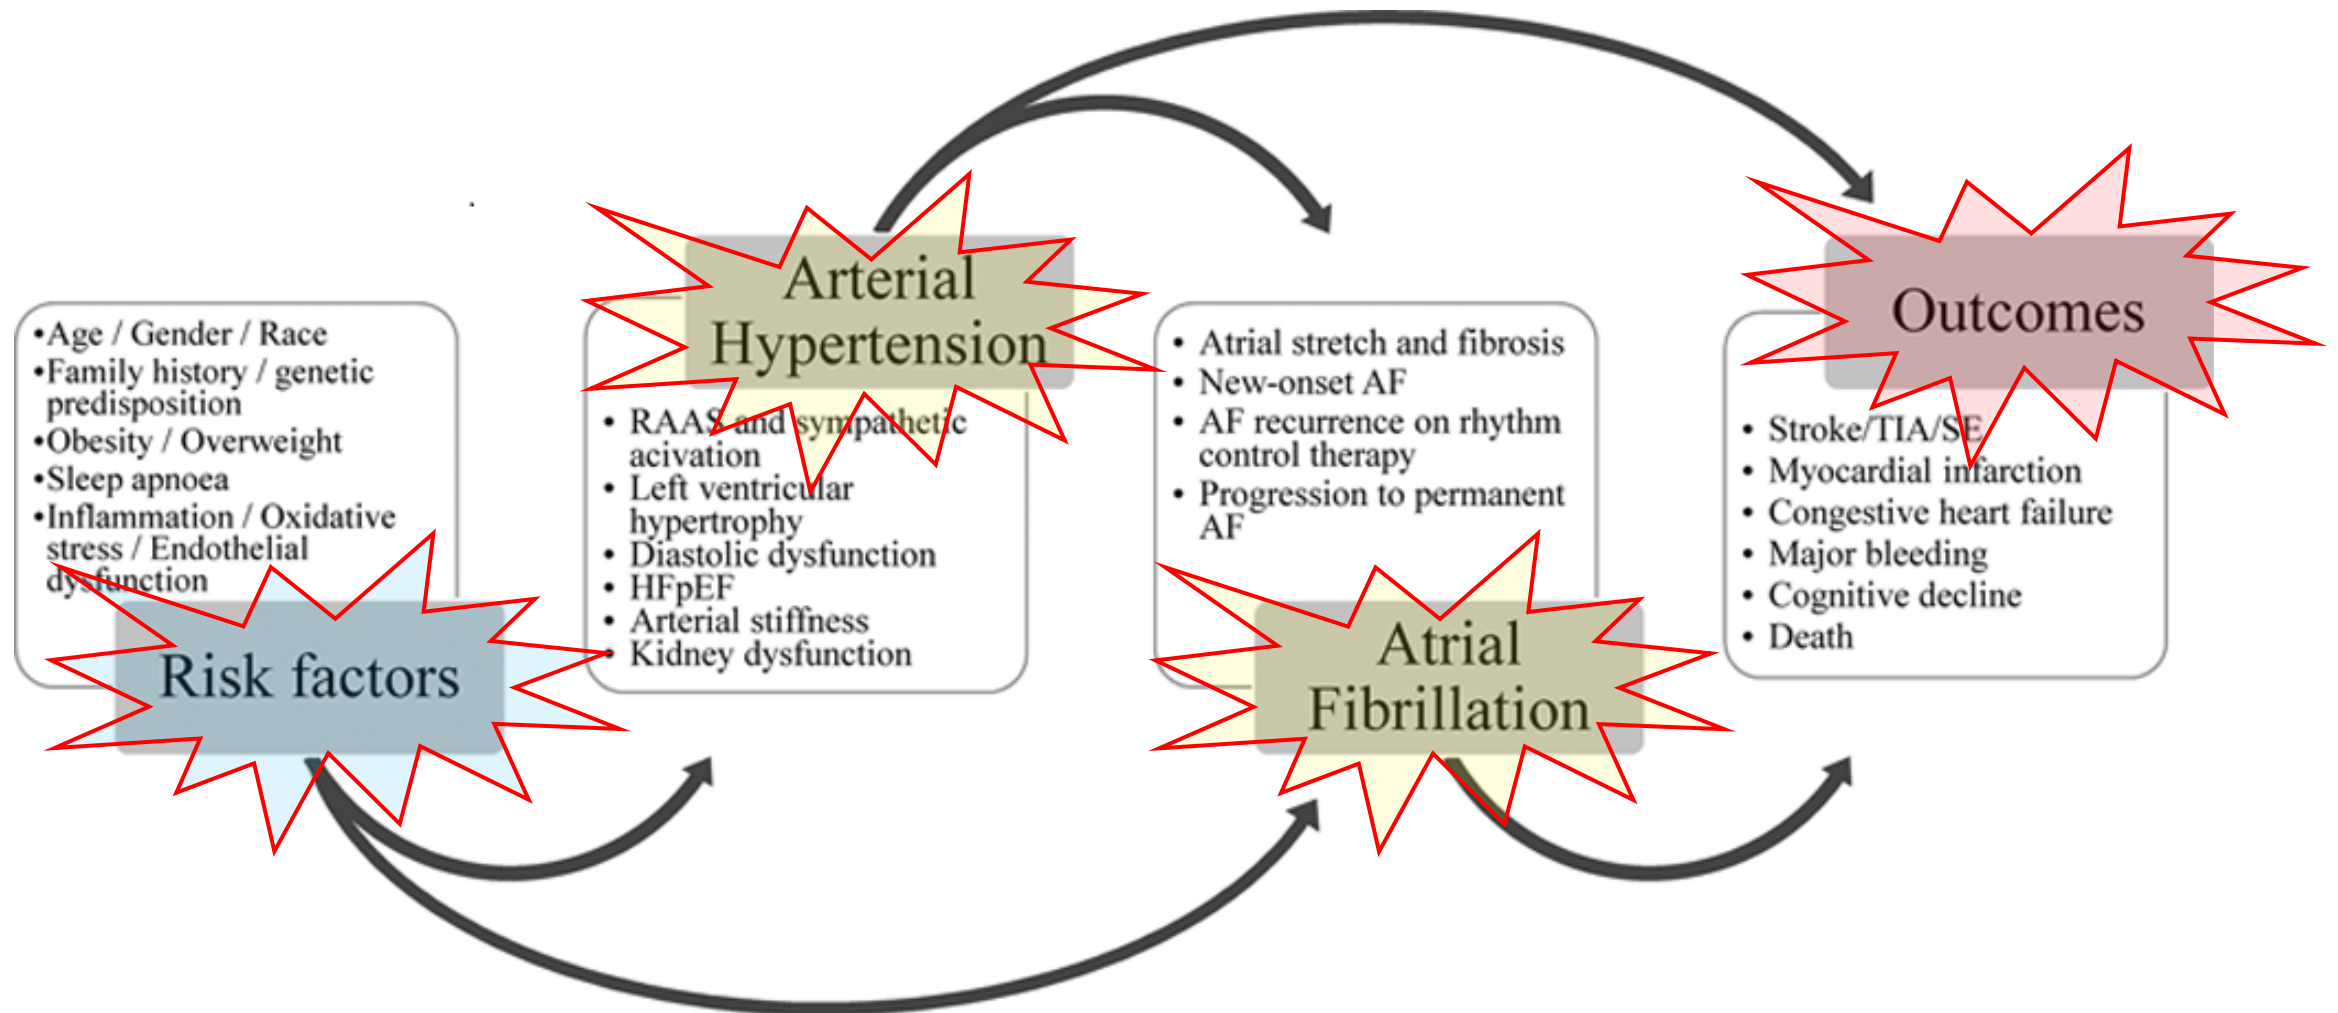 •Age / Gender / Race
•Family history / genetic
predisposition
•Obesity / Overweight
•Sleep apnoea
•Inflammation / Oxidative
stress / Endothelial
dysfunction
Risk factors
Arterial
Hypertension
• RAAS and sympathetic
acivation
• Left ventricular
hypertrophy
• Diastolic dysfunction
• HFpEF
• Arterial stiffness
• Kidney dysfunction
• Atrial stretch and fibrosis
• New-onset AF
• AF recurrence on rhythm
control therapy
• Progression to permanent
AF
Atrial
Fibrillation
Outcomes
• Stroke/TIA/SE
• Myocardial infarction
• Congestive heart failure
• Major bleeding
• Cognitive decline
• Death